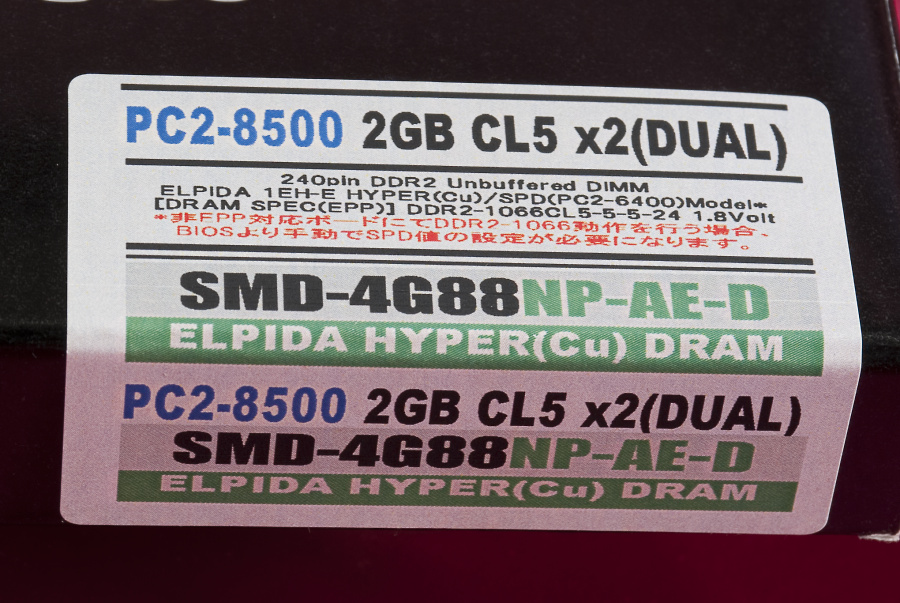 PC2-8500 2GB CL5 x2(DUAL)
240pin DDR2 Unbuffered DIMM
ELPIDA 1EH-E HYPER(Cu)/SPD(PC2-6400)Model*
[DRAM SPEC(EPP)] DDR2-1066CL5-5-5-24 1.8Volt
*非EPP対応ボードにてDDR2-1066動作を行う場合、
BIOSより手動でSPD値の設定が必要になります。
SMD-4G88NP-AE-D
ELPIDA HYPER(Cu) DRAM
PC2-8500 2GB CL5 x2(DUAL)
SMD-4G88NP-AE-D
ELPIDA HYPER(Cu) DRAM